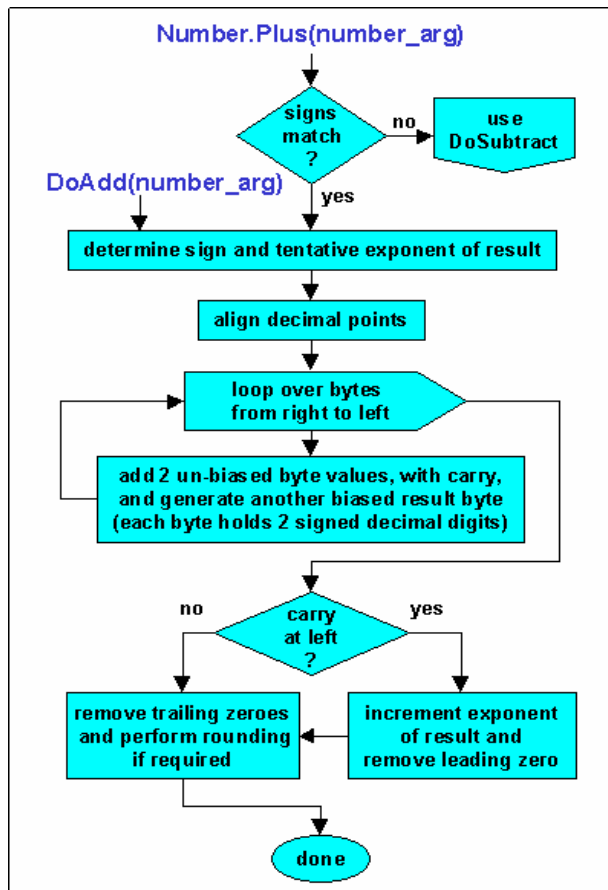 Number.Plus(number_arg)
signs
match
?
no
use
DoSubtract
DoAdd(number_arg)
yes
determine sign and tentative exponent of result
align decimal points
loop over bytes
from right to left
add 2 un-biased byte values, with carry,
and generate another biased result byte
(each byte holds 2 signed decimal digits)
no
carry
at left
?
yes
remove trailing zeroes
and perform rounding
if required
increment exponent
of result and
remove leading zero
done